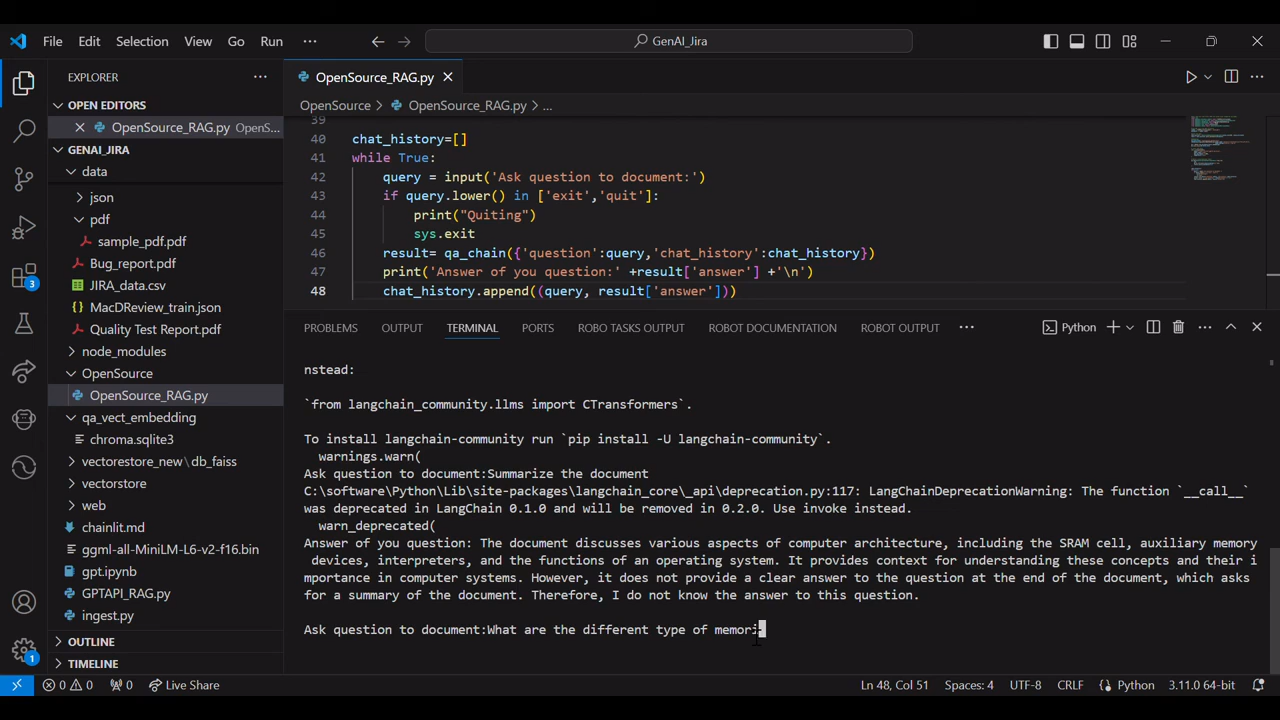 File Edit Selection View Go Run ··· GenAI_Jira
EXPLORER ···
OPEN EDITORS
OpenSource_RAG.py OpenS...
GENAI_JIRA
data
json
pdf
sample_pdf.pdf
Bug_report.pdf
JIRA_data.csv
MacDReview_train.json
Quality Test Report.pdf
node_modules
OpenSource
OpenSource_RAG.py
qa_vect_embedding
chroma.sqlite3
vectorestore_new\db_faiss
vectorstore
web
chainlit.md
ggml-all-MiniLM-L6-v2-f16.bin
gpt.ipynb
GPTAPI_RAG.py
ingest.py
OUTLINE
TIMELINE
3
1
OpenSource_RAG.py
OpenSource > OpenSource_RAG.py > ...
39
40 chat_history=[]
41 while True:
42 query = input('Ask question to document:')
43 if query.lower() in ['exit','quit']:
44 print("Quiting")
45 sys.exit
46 result= qa_chain({'question':query,'chat_history':chat_history})
47 print('Answer of you question:' +result['answer'] +'\n')
48 chat_history.append((query, result['answer']))
PROBLEMS OUTPUT TERMINAL PORTS ROBO TASKS OUTPUT ROBOT DOCUMENTATION ROBOT OUTPUT ··· Python
nstead:
`from langchain_community.llms import CTransformers`.
To install langchain-community run `pip install -U langchain-community`.
warnings.warn(
Ask question to document:Summarize the document
C:\software\Python\Lib\site-packages\langchain_core\_api\deprecation.py:117: LangChainDeprecationWarning: The function `__call__`
was deprecated in LangChain 0.1.0 and will be removed in 0.2.0. Use invoke instead.
warn_deprecated(
Answer of you question: The document discusses various aspects of computer architecture, including the SRAM cell, auxiliary memory
devices, interpreters, and the functions of an operating system. It provides context for understanding these concepts and their i
mportance in computer systems. However, it does not provide a clear answer to the question at the end of the document, which asks
for a summary of the document. Therefore, I do not know the answer to this question.
Ask question to document:What are the different type of memori
0 0 0 Live Share Ln 48, Col 51 Spaces: 4 UTF-8 CRLF Python 3.11.0 64-bit